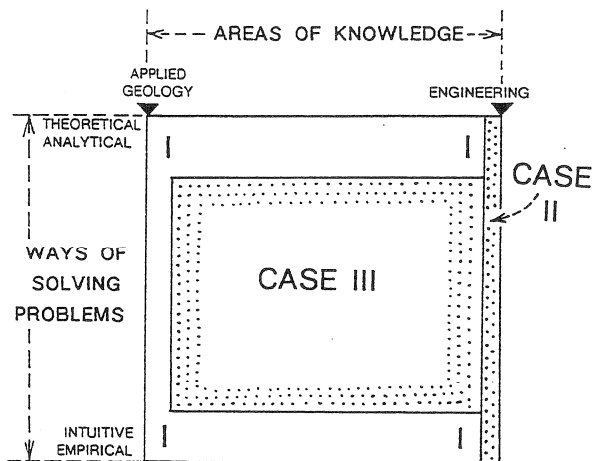 AREAS OF KNOWLEDGE
APPLIED
GEOLOGY
ENGINEERING
THEORETICAL
ANALYTICAL
I
I
CASE
II
WAYS OF
SOLVING
PROBLEMS
CASE III
INTUITIVE
EMPIRICAL
I
I